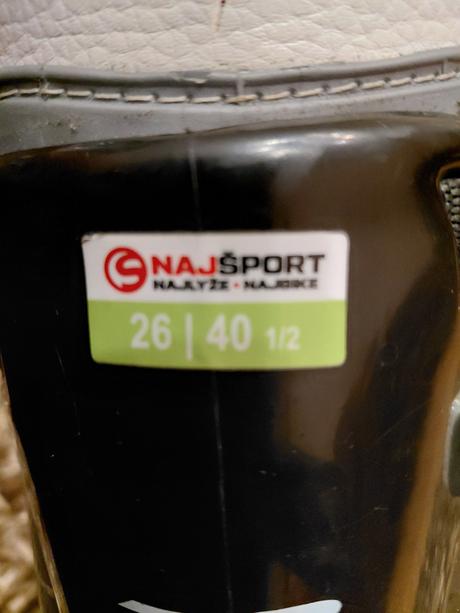 NAJŠPORT
NAJLYŽE • NAJBIKE
26 | 40 1/2